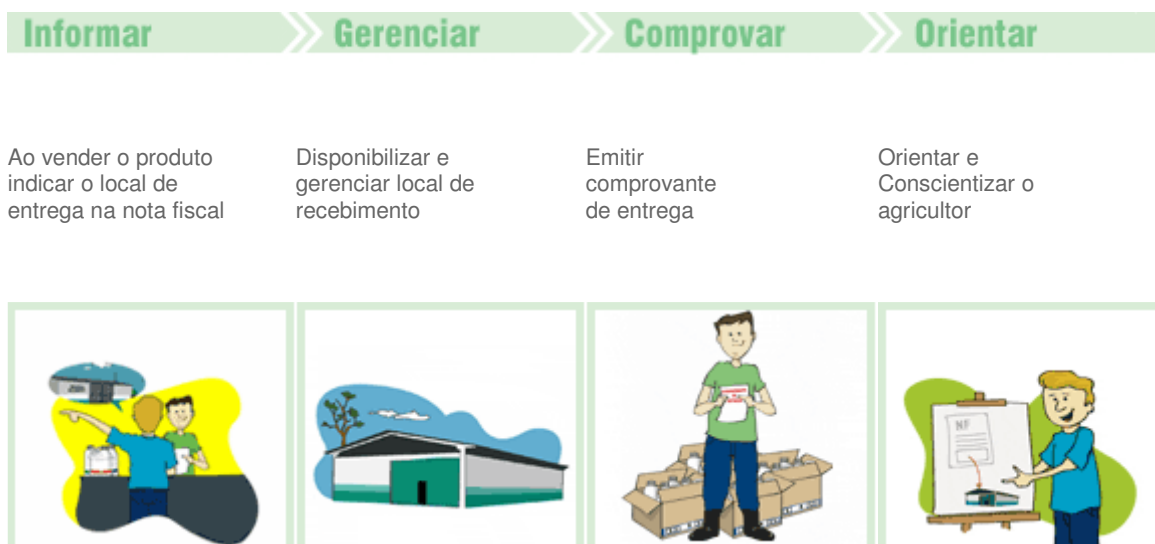 Informar
Gerenciar
Comprovar
Orientar
Ao vender o produto
indicar o local de
entrega na nota fiscal
Disponibilizar e
gerenciar local de
recebimento
Emitir
comprovante
de entrega
Orientar e
Conscientizar o
agricultor
NF